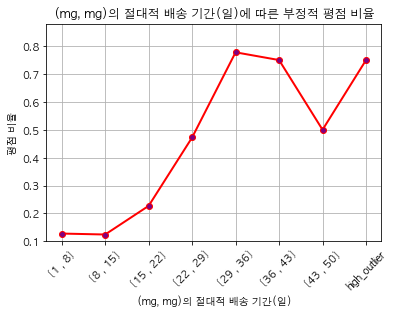 (mg, mg)의 절대적 배송 기간(일)에 따른 부정적 평점 비율
평점 비율
0.8
0.7
0.6
0.5
0.4
0.3
0.2
0.1
(1 , 8)
(8 , 15)
(15 , 22)
(22 , 29)
(29 , 36)
(36 , 43)
(43 , 50)
high_outlier
(mg, mg)의 절대적 배송 기간(일)